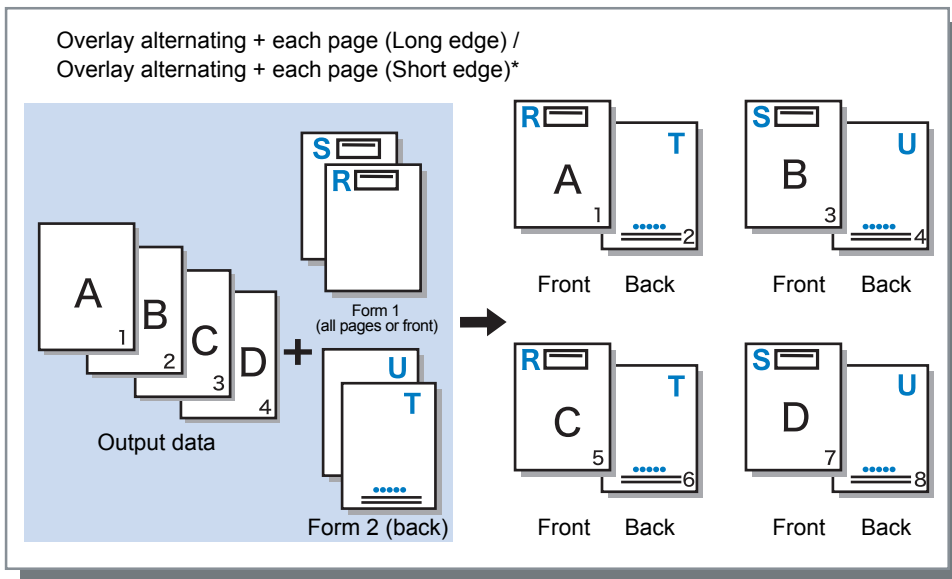 Overlay alternating + each page (Long edge) /
Overlay alternating + each page (Short edge)*
S
R
A
1
B
2
C
3
D
4
Output data
+
Form 1
(all pages or front)
U
T
Form 2 (back)
R
A
1
T
2
Front Back
S
B
3
U
4
Front Back
R
C
5
T
6
Front Back
S
D
7
U
8
Front Back